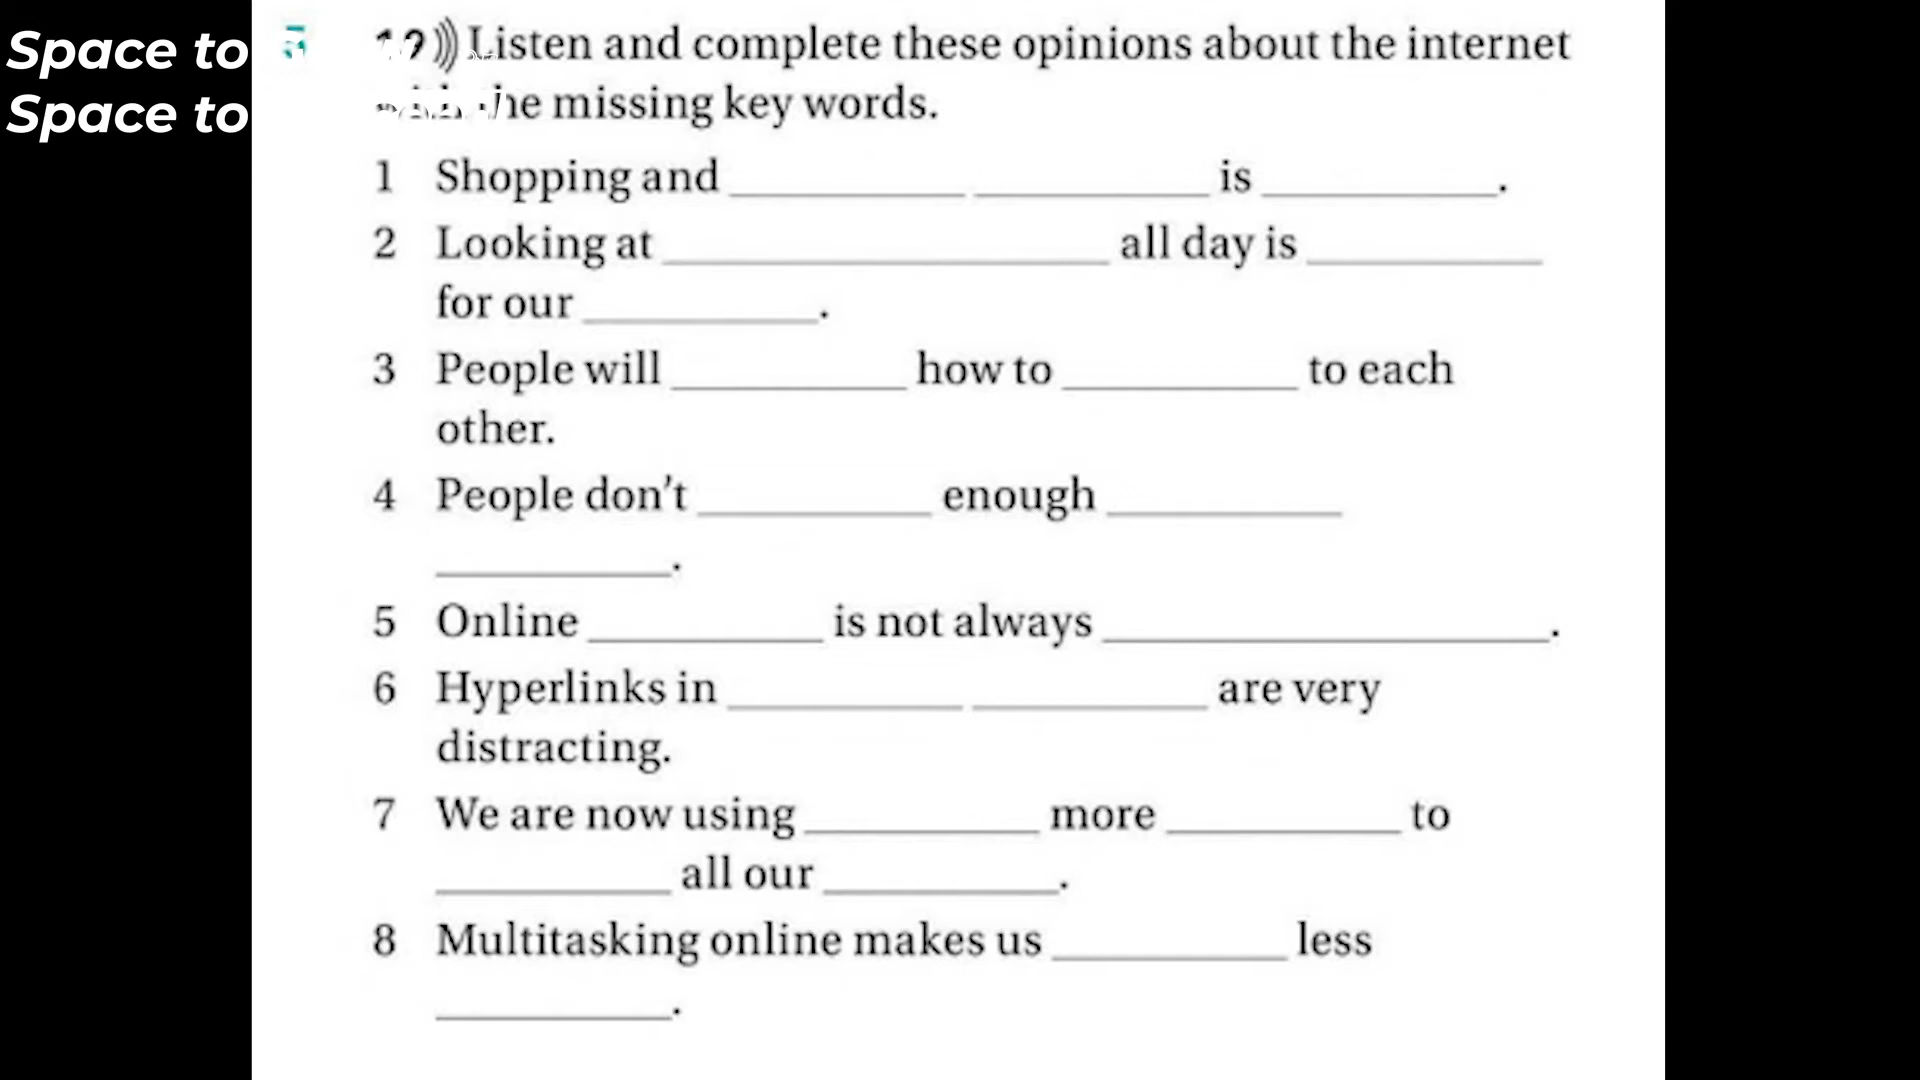 Space to
Space to
5 12 Listen and complete these opinions about the internet
the missing key words.
1 Shopping and ________ ________ is ________.
2 Looking at ________________ all day is ________
for our ________.
3 People will ________ how to ________ to each
other.
4 People don't ________ enough ________
________.
5 Online ________ is not always ________________.
6 Hyperlinks in ________ ________ are very
distracting.
7 We are now using ________ more ________ to
________ all our ________.
8 Multitasking online makes us ________ less
________.